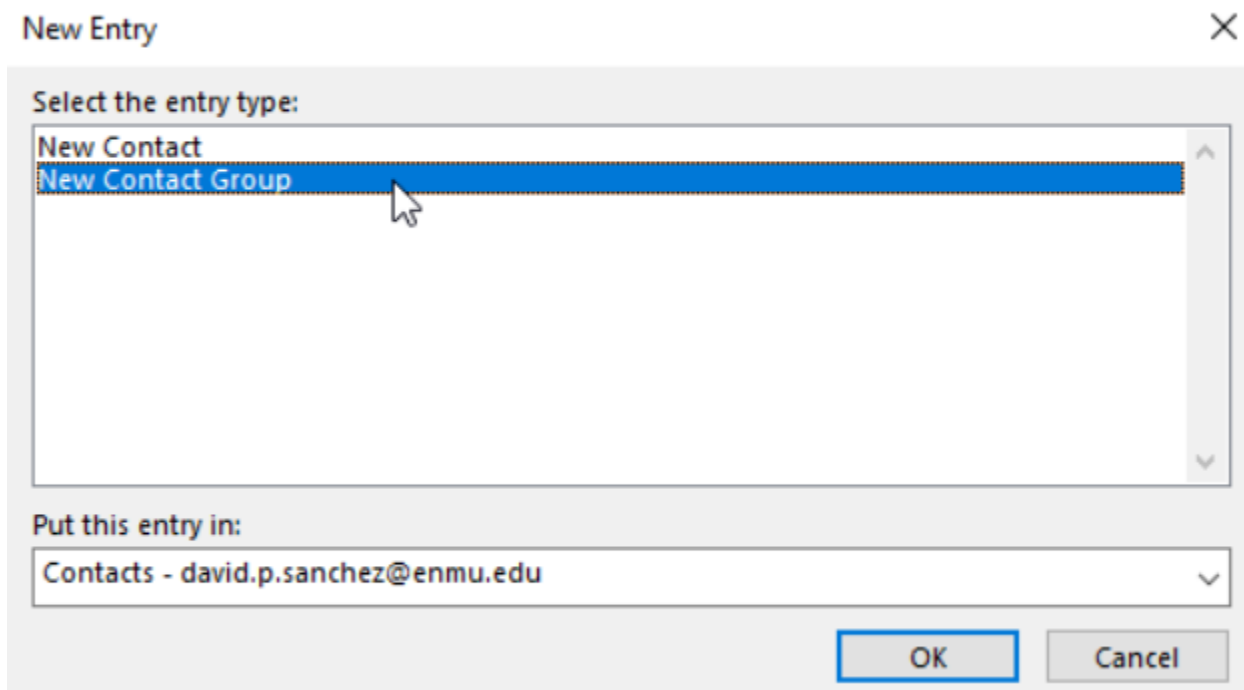 New Entry
Select the entry type:
New Contact
New Contact Group
Put this entry in:
Contacts - david.p.sanchez@enmu.edu
OK Cancel